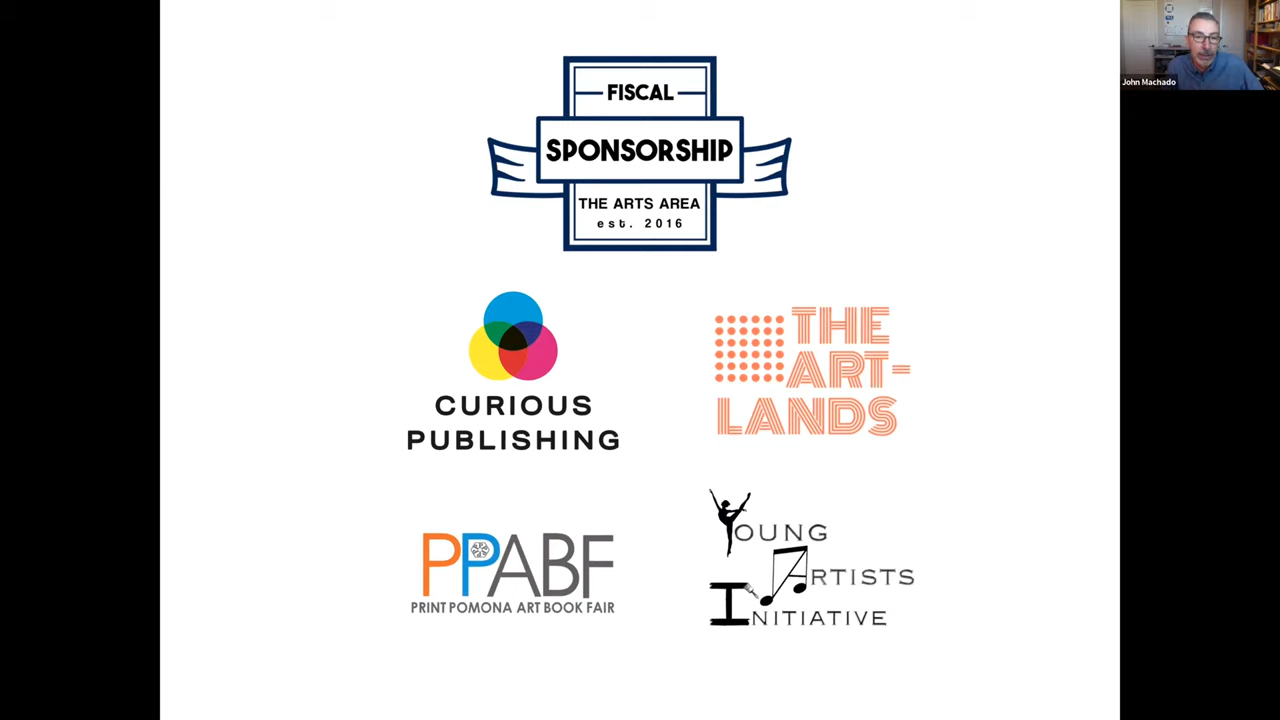 FISCAL
SPONSORSHIP
THE ARTS AREA
est. 2016
CURIOUS
PUBLISHING
THE
ART-
LANDS
PPABF
PRINT POMONA ART BOOK FAIR
YOUNG
ARTISTS
INITIATIVE
John Machado